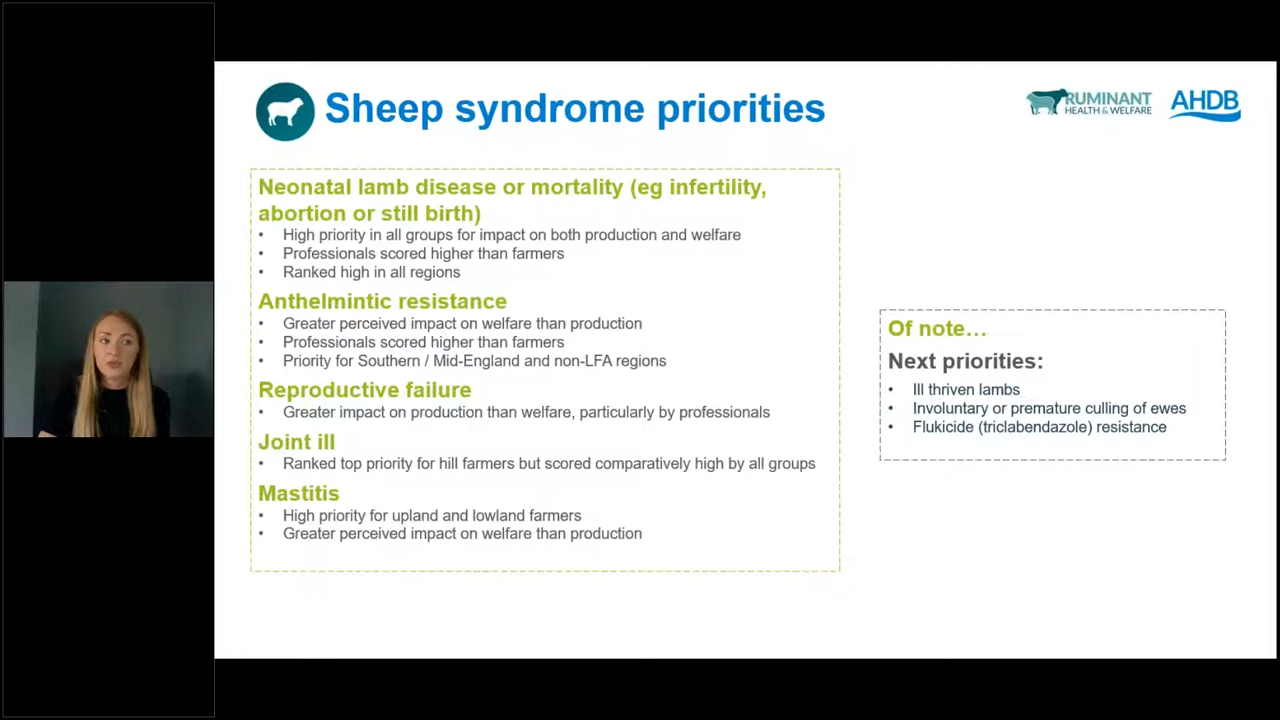 Sheep syndrome priorities
RUMINANT
HEALTH & WELFARE
AHDB
Neonatal lamb disease or mortality (eg infertility,
abortion or still birth)
• High priority in all groups for impact on both production and welfare
• Professionals scored higher than farmers
• Ranked high in all regions
Anthelmintic resistance
• Greater perceived impact on welfare than production
• Professionals scored higher than farmers
• Priority for Southern / Mid-England and non-LFA regions
Reproductive failure
• Greater impact on production than welfare, particularly by professionals
Joint ill
• Ranked top priority for hill farmers but scored comparatively high by all groups
Mastitis
• High priority for upland and lowland farmers
• Greater perceived impact on welfare than production
Of note…
Next priorities:
• Ill thriven lambs
• Involuntary or premature culling of ewes
• Flukicide (triclabendazole) resistance